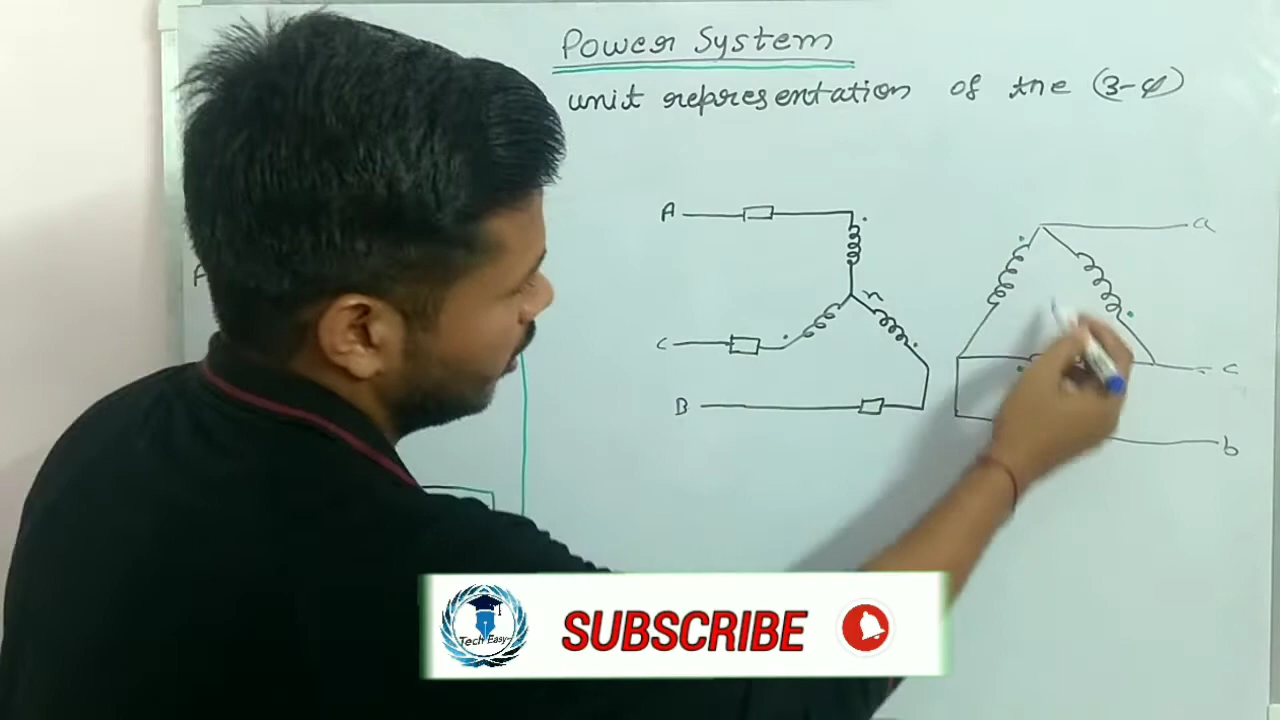 Power System
unit representation of the (3-φ)
A
a
n
C
c
B
b
Tech Easy
SUBSCRIBE